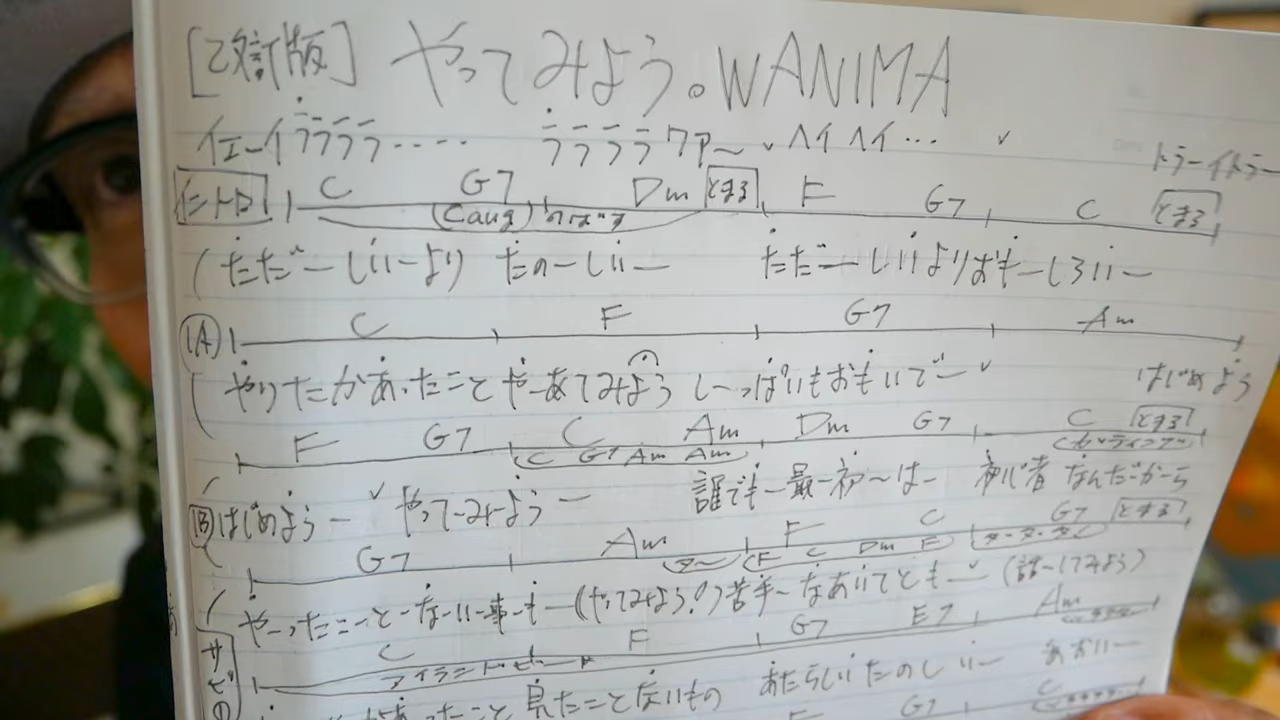 [改訂版] やってみよう。WANIMA
イエーイララララ・・・・・ ララララワァ〜 ヘイヘイ…
トラーイトラー
イントロ C G7 Dm とまる F G7 C とまる
(Caug)
(ただーしいーより たのーしいー ただーしいよりおもーしろいー
(A) C F G7 Am
(やりたかあったこと やーあてみよう しーっぱいもおもいでー はじめよう
F G7 C Am Dm G7 C とまる
C G7 Am Am
(B) はじめようー やってーみーようー 誰でもー最ー初〜はー 初心者なんだかーら
G7 Am F C G7 とまる
F C Dm F
(やーったこーとーなーいー事ーもー(やってみよう!)苦手〜なあいてともー (話〜してみよう)
サビ① C F G7 E7 Am
見たことないもの あたらしいたのしいー
G7 C